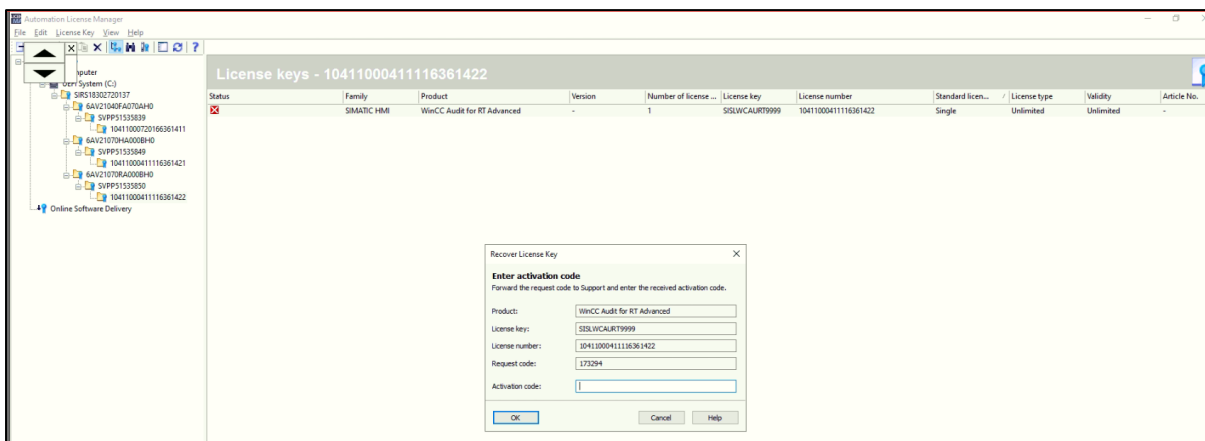 Automation License Manager
File Edit License Key View Help
UEFI System (C:)
SIRS18302720137
6AV21040FA070AH0
SVPP51535839
10411000720166361411
6AV21070HA000BH0
SVPP51535849
10411000411116361421
6AV21070RA000BH0
SVPP51535850
10411000411116361422
Online Software Delivery
License keys - 10411000411116361422
Status Family Product Version Number of license ... License key License number Standard licen... License type Validity Article No.
SIMATIC HMI WinCC Audit for RT Advanced - 1 SISLWCAURT9999 10411000411116361422 Single Unlimited Unlimited -
Recover License Key
Enter activation code
Forward the request code to Support and enter the received activation code.
Product: WinCC Audit for RT Advanced
License key: SISLWCAURT9999
License number: 10411000411116361422
Request code: 173294
Activation code:
OK Cancel Help